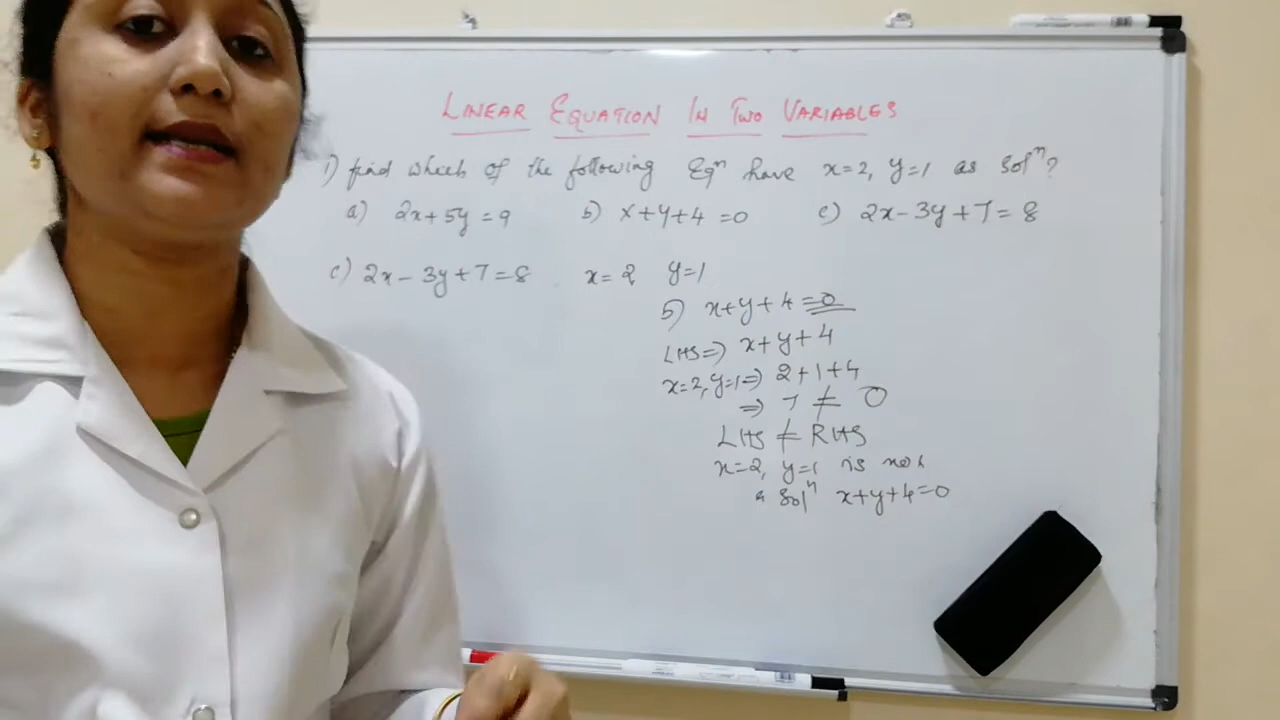 LINEAR EQUATION IN TWO VARIABLES
1) find which of the following Eqⁿ have x=2, y=1 as Solⁿ?
a) 2x+5y=9 b) x+y+4=0 c) 2x-3y+7=8
c) 2x-3y+7=8 x=2 y=1
b) x+y+4=0
LHS⇒) x+y+4
x=2, y=1⇒) 2+1+4
⇒) 7 ≠ 0
LHS ≠ RHS
x=2, y=1 is not
a Solⁿ x+y+4=0